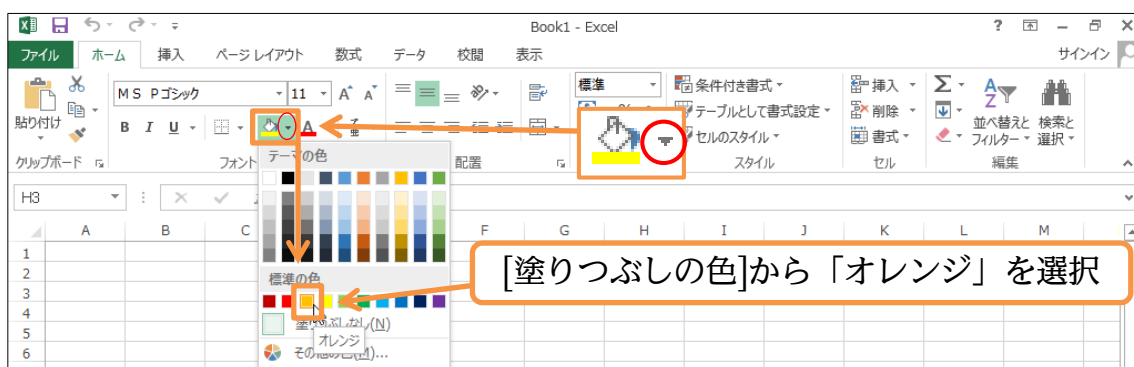 Book1 - Excel
ファイル ホーム 挿入 ページ レイアウト 数式 データ 校閲 表示 サインイン
MS Pゴシック 11 標準 条件付き書式 挿入
テーブルとして書式設定 削除
貼り付け B I U A セルのスタイル 書式 並べ替えと フィルター 検索と 選択
クリップボード フォント 配置 スタイル セル 編集
テーマの色
H3
A B C F G H I J K L M
1
2
3
4
5
6
標準の色
[塗りつぶしの色]から「オレンジ」を選択
塗りつぶしなし(N)
オレンジ
その他の色(M)...